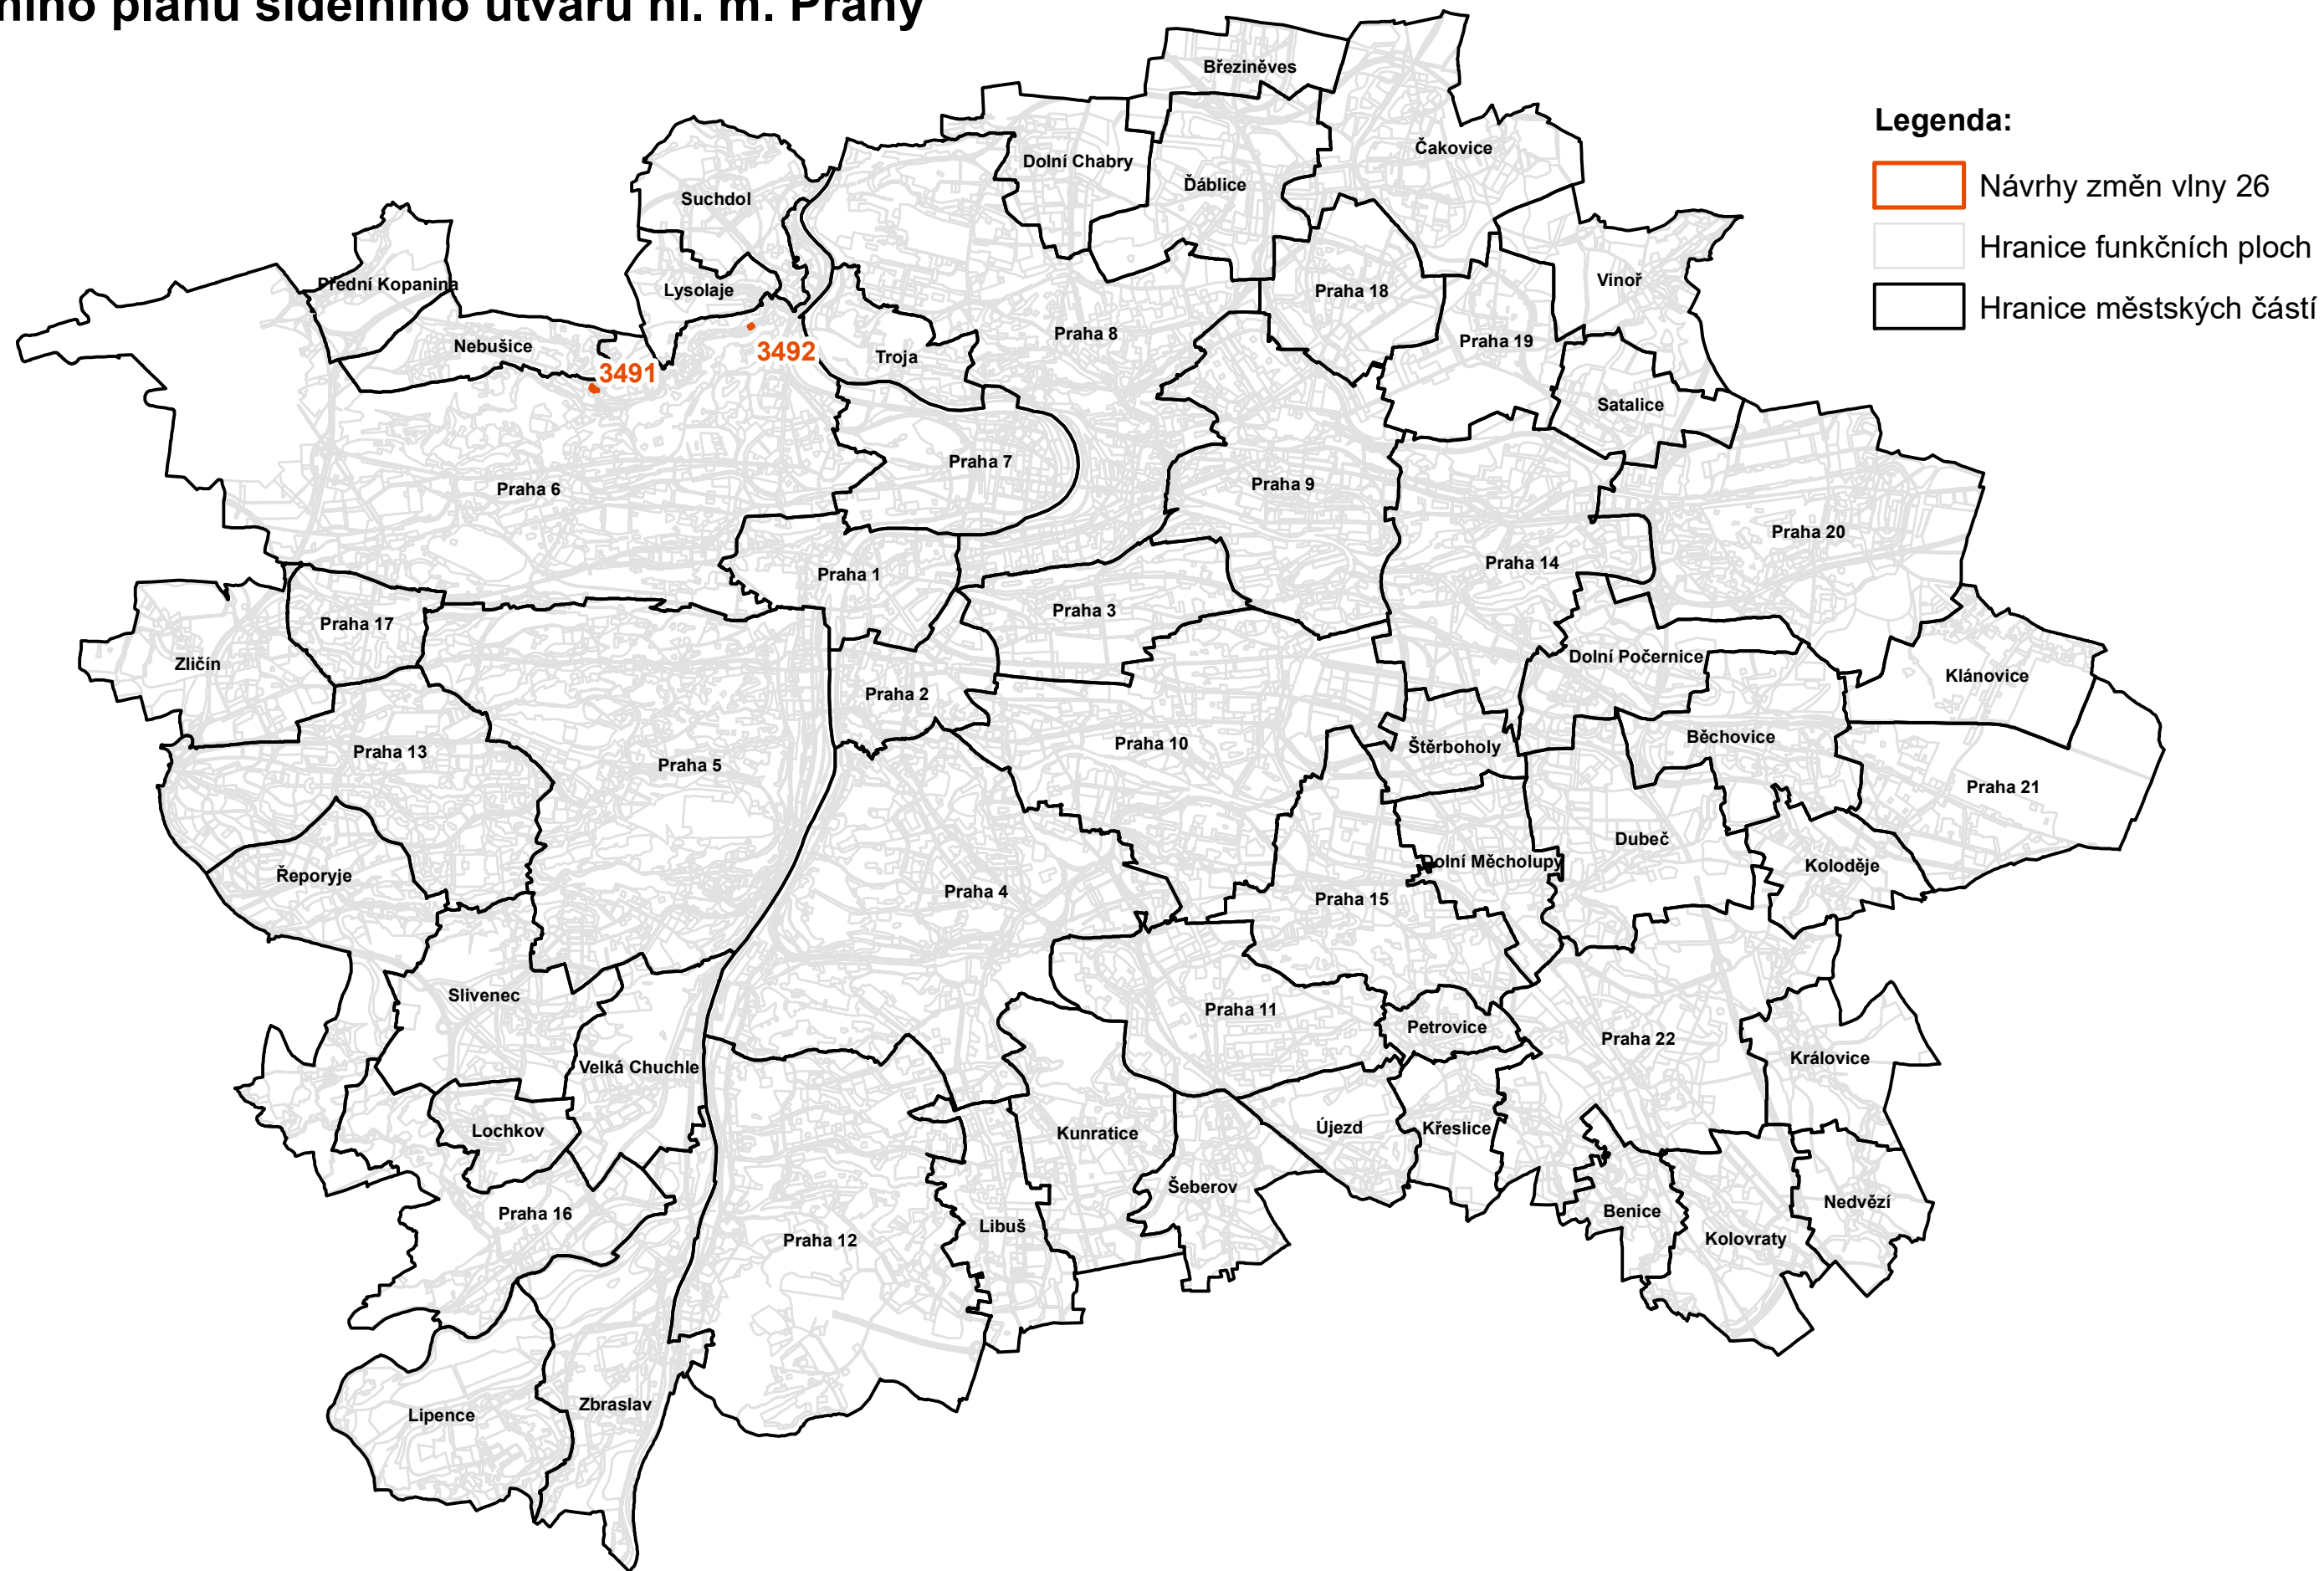 ního plánu sídelního útvaru hl. m. Prahy
Březiněves
Legenda:
Čakovice
Dolní Chabry
Ďáblice
Návrhy změn vlny 26
Suchdol
Hranice funkčních ploch
Přední Kopanina
Vinoř
Lysolaje
Praha 18
Hranice městských částí
Praha 8
Praha 19
Nebušice
3492
Troja
3491
Satalice
Praha 7
Praha 9
Praha 6
Praha 20
Praha 14
Praha 1
Praha 3
Praha 17
Dolní Počernice
Zličín
Klánovice
Praha 2
Běchovice
Praha 10
Štěrboholy
Praha 13
Praha 5
Praha 21
Dubeč
Dolní Měcholupy
Koloděje
Řeporyje
Praha 4
Praha 15
Slivenec
Praha 11
Petrovice
Praha 22
Královice
Velká Chuchle
Újezd
Křeslice
Lochkov
Kunratice
Šeberov
Nedvězí
Praha 16
Benice
Libuš
Kolovraty
Praha 12
Zbraslav
Lipence